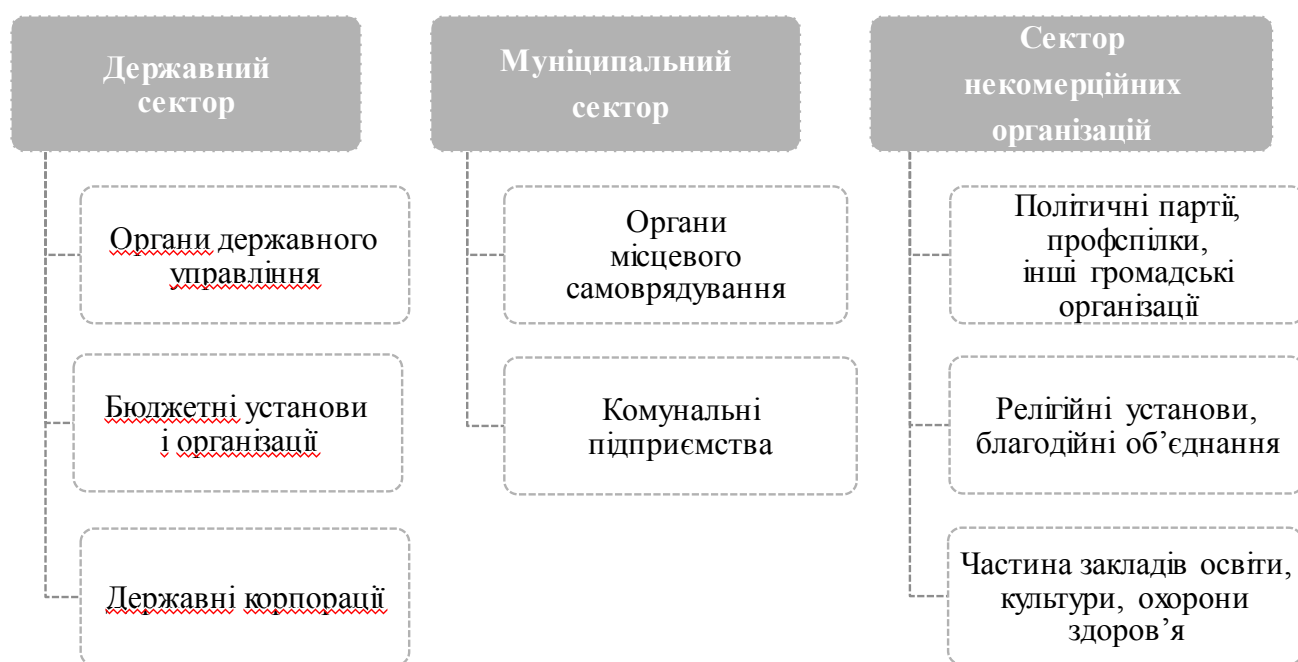 Державний
сектор
Органи державного
управління
Бюджетні установи
і організації
Державні корпорації
Муніципальний
сектор
Органи
місцевого
самоврядування
Комунальні
підприємства
Сектор
некомерційних
організацій
Політичні партії,
профспілки,
інші громадські
організації
Релігійні установи,
благодійні об’єднання
Частина закладів освіти,
культури, охорони
здоров’я